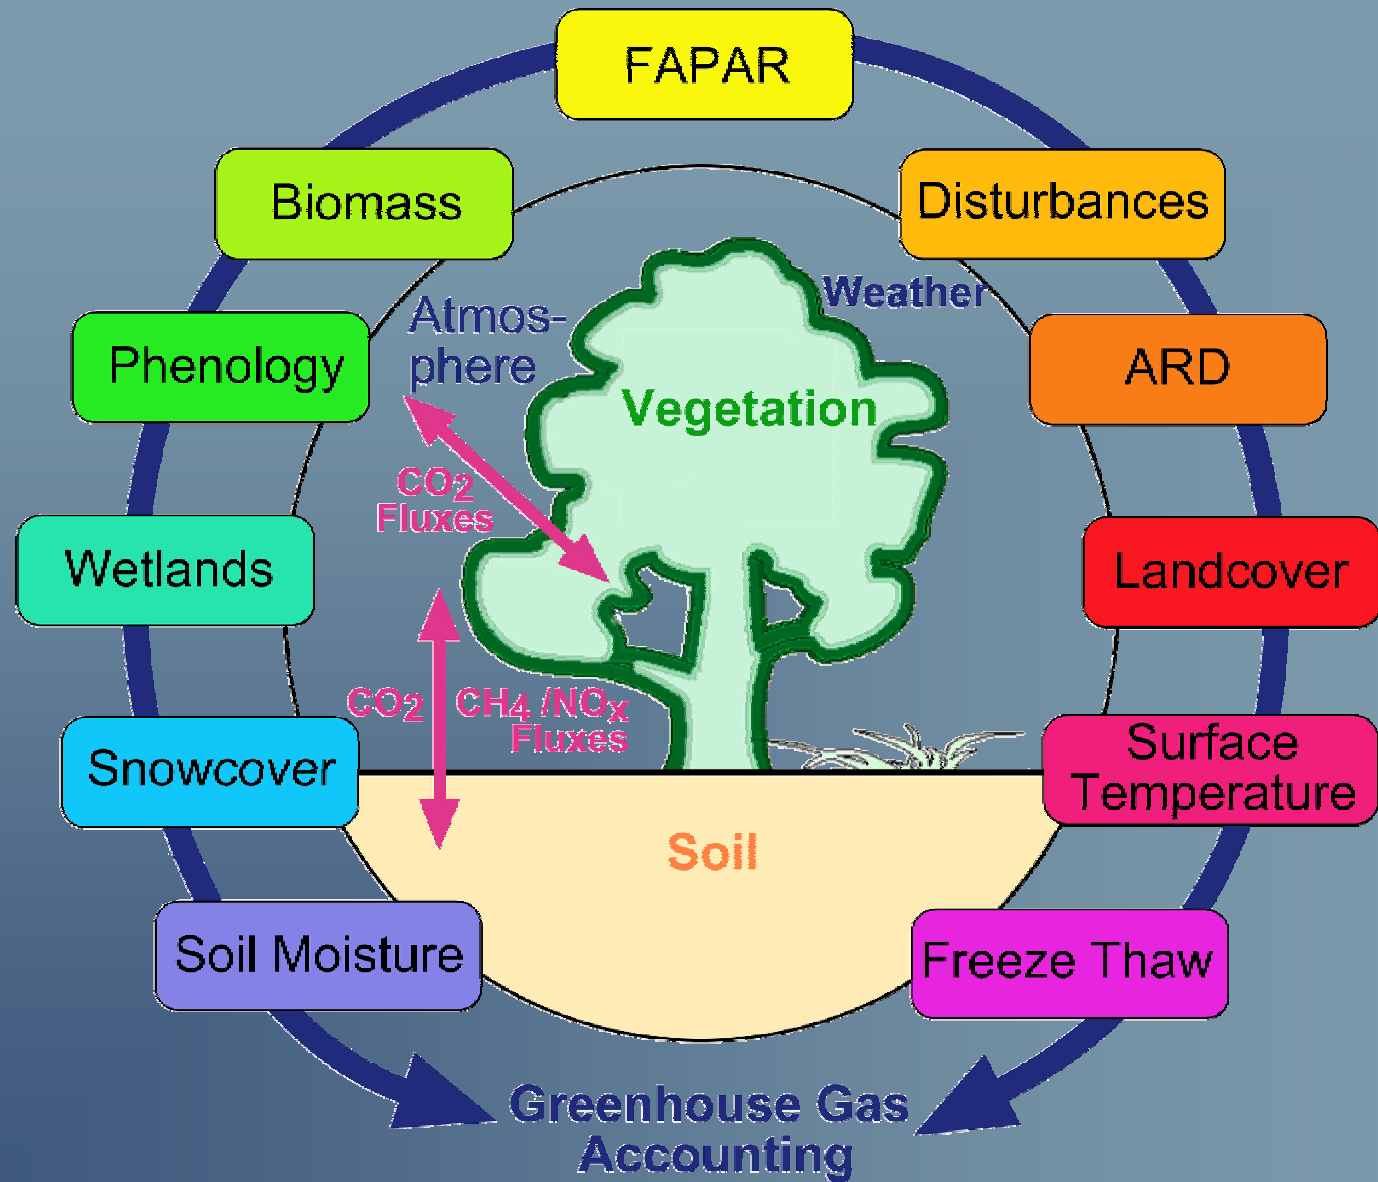 FAPAR
Biomass
Disturbances
Weather
Atmos-
phere
Phenology
ARD
Vegetation
CO2
Fluxes
Wetlands
Landcover
CO2
CH4 /NOx
Fluxes
Snowcover
Surface
Temperature
Soil
Soil Moisture
Freeze Thaw
Greenhouse Gas
Accounting